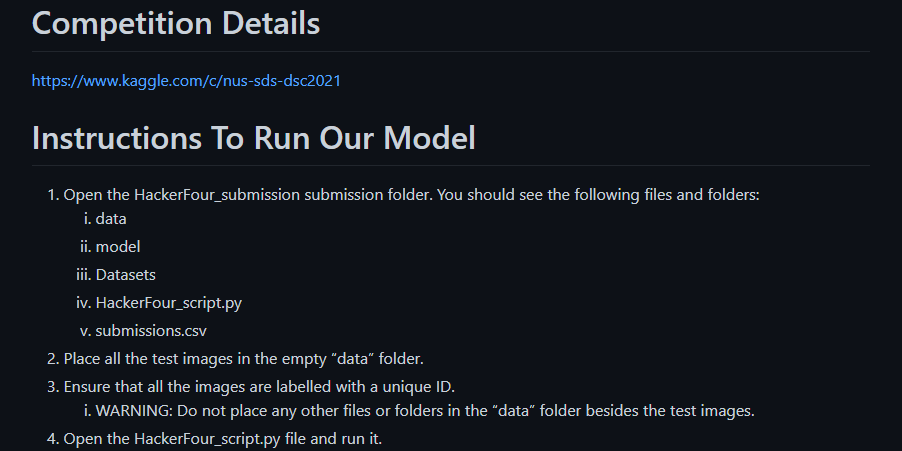 Competition Details
https://www.kaggle.com/c/nus-sds-dsc2021
Instructions To Run Our Model
1. Open the HackerFour_submission submission folder. You should see the following files and folders:
i. data
ii. model
iii. Datasets
iv. HackerFour_script.py
v. submissions.csv
2. Place all the test images in the empty “data” folder.
3. Ensure that all the images are labelled with a unique ID.
i. WARNING: Do not place any other files or folders in the “data” folder besides the test images.
4. Open the HackerFour_script.py file and run it.